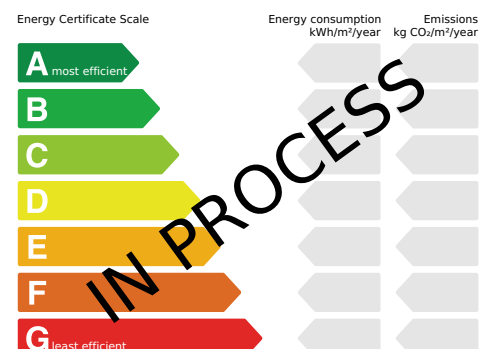 Energy Certificate Scale
Energy consumption
kWh/m²/year
Emissions
kg CO₂/m²/year
A most efficient
B
C
D
E
F
G least efficient
IN PROCESS